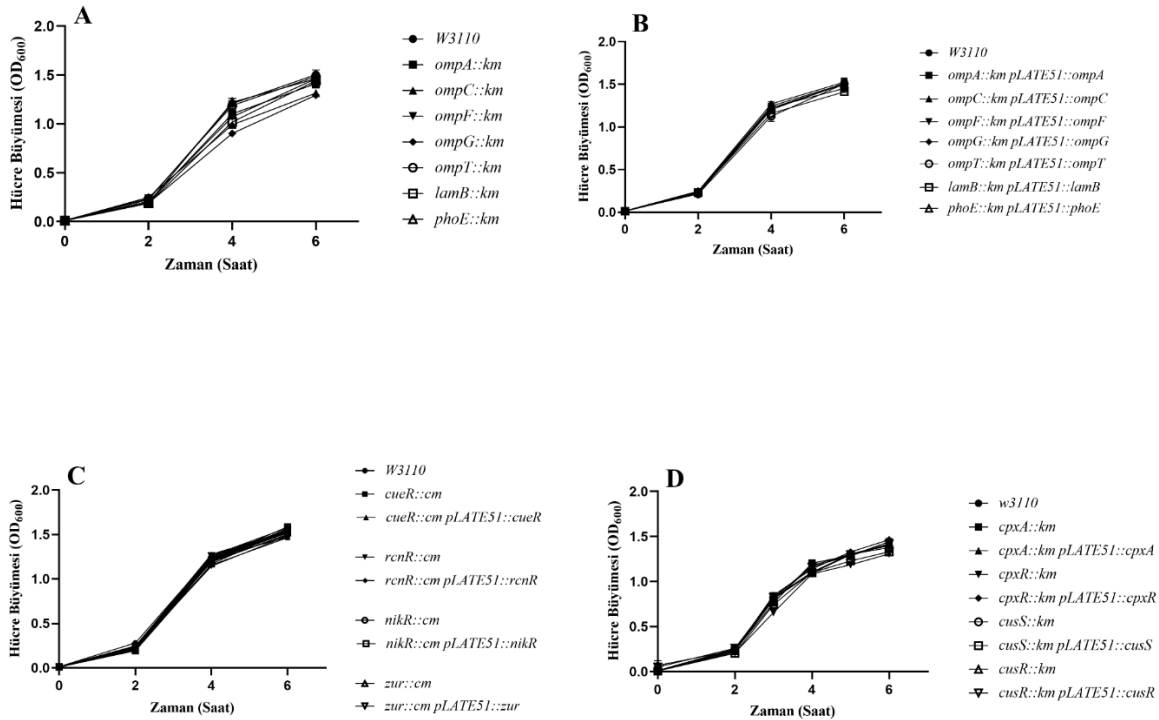 A
Hücre Büyümesi (OD600)
2.0
1.5
1.0
0.5
0.0
0 2 4 6
Zaman (Saat)
W3110
ompA::km
ompC::km
ompF::km
ompG::km
ompT::km
lamB::km
phoE::km
B
Hücre Büyümesi (OD600)
2.0
1.5
1.0
0.5
0.0
0 2 4 6
Zaman (Saat)
W3110
ompA::km pLATE51::ompA
ompC::km pLATE51::ompC
ompF::km pLATE51::ompF
ompG::km pLATE51::ompG
ompT::km pLATE51::ompT
lamB::km pLATE51::lamB
phoE::km pLATE51::phoE
C
Hücre Büyümesi (OD600)
2.0
1.5
1.0
0.5
0.0
0 2 4 6
Zaman (Saat)
W3110
cueR::cm
cueR::cm pLATE51::cueR
rcnR::cm
rcnR::cm pLATE51::rcnR
nikR::cm
nikR::cm pLATE51::nikR
zur::cm
zur::cm pLATE51::zur
D
Hücre Büyümesi (OD600)
2.0
1.5
1.0
0.5
0.0
0 2 4 6
Zaman (Saat)
w3110
cpxA::km
cpxA::km pLATE51::cpxA
cpxR::km
cpxR::km pLATE51::cpxR
cusS::km
cusS::km pLATE51::cusS
cusR::km
cusR::km pLATE51::cusR